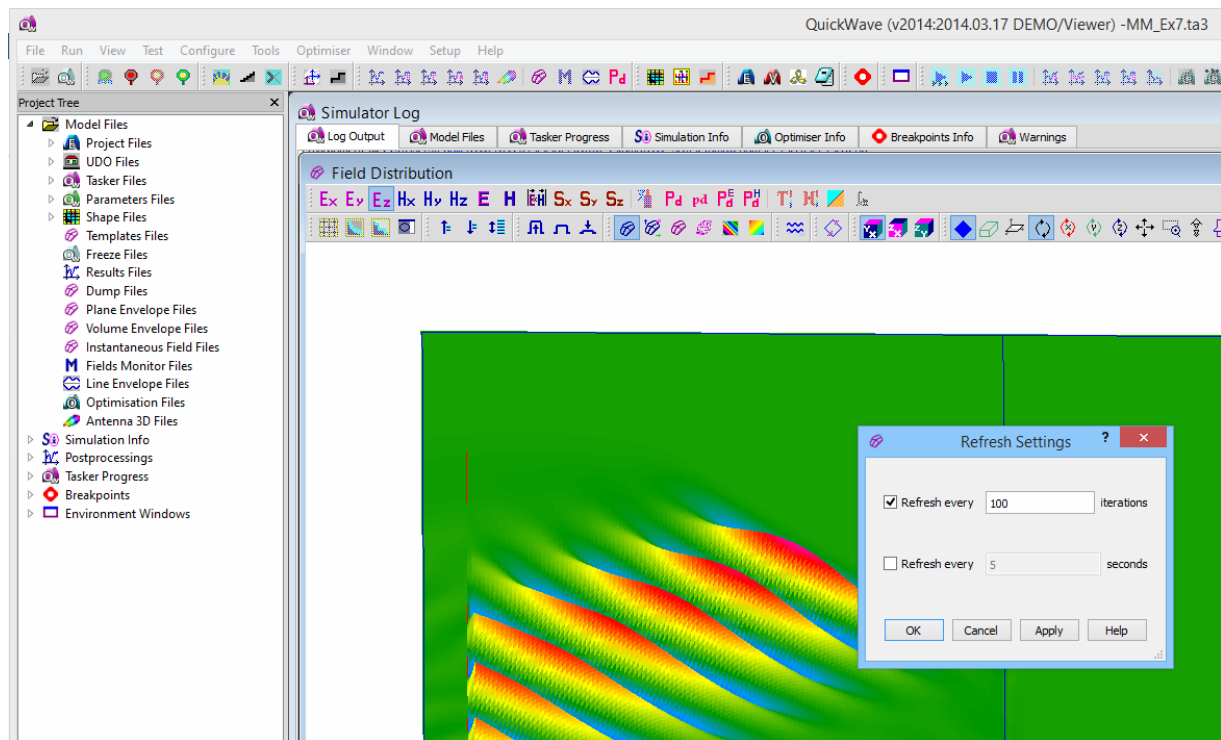 QuickWave (v2014:2014.03.17 DEMO/Viewer) -MM_Ex7.ta3
File Run View Test Configure Tools Optimiser Window Setup Help
M Pd
Project Tree
Simulator Log
Log Output Model Files Tasker Progress Si Simulation Info Optimiser Info Breakpoints Info Warnings
Field Distribution
Ex Ey Ez Hx Hy Hz E H E·H Sx Sy Sz Pd pd PdE PdH
Model Files
Project Files
UDO Files
Tasker Files
Parameters Files
Shape Files
Templates Files
Freeze Files
Results Files
Dump Files
Plane Envelope Files
Volume Envelope Files
Instantaneous Field Files
M Fields Monitor Files
Line Envelope Files
Optimisation Files
Antenna 3D Files
Si Simulation Info
Postprocessings
Tasker Progress
Breakpoints
Environment Windows
Refresh Settings ?
Refresh every 100 iterations
Refresh every 5 seconds
OK Cancel Apply Help